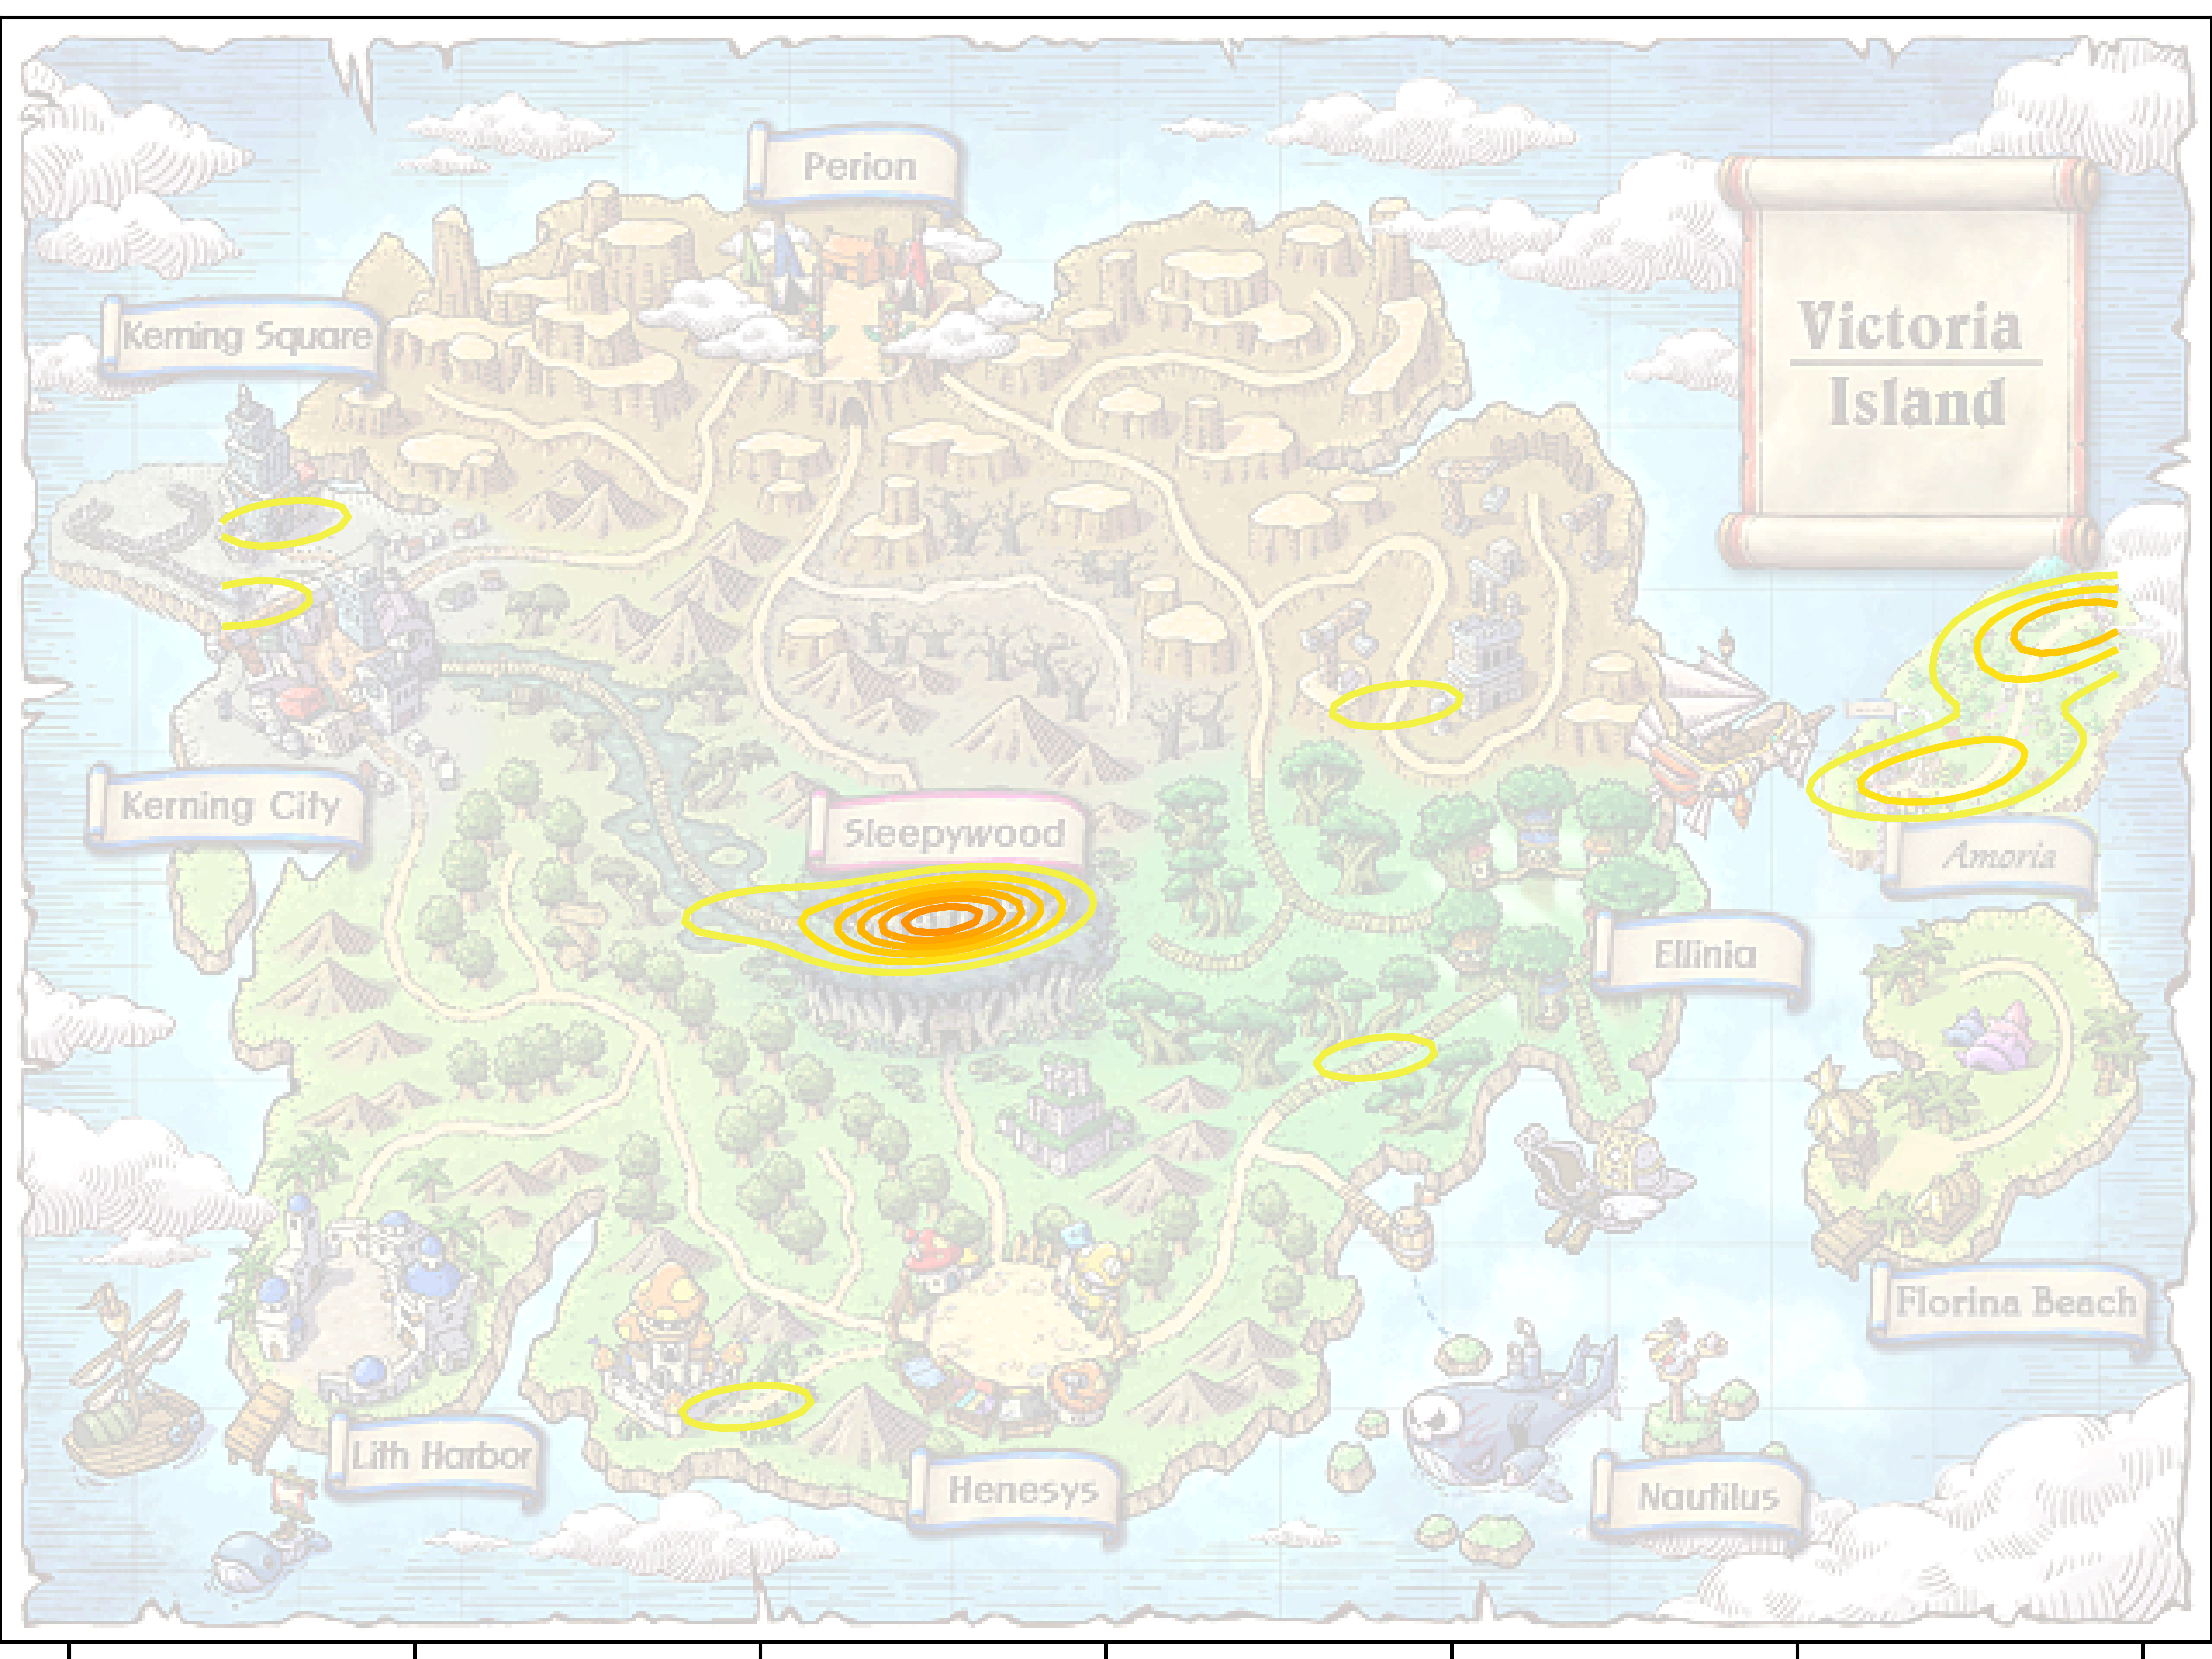 Perion
Kerning Square
Victoria
Island
Kerning City
Sleepywood
Amoria
Ellinia
Florina Beach
Lith Harbor
Henesys
Nautilus